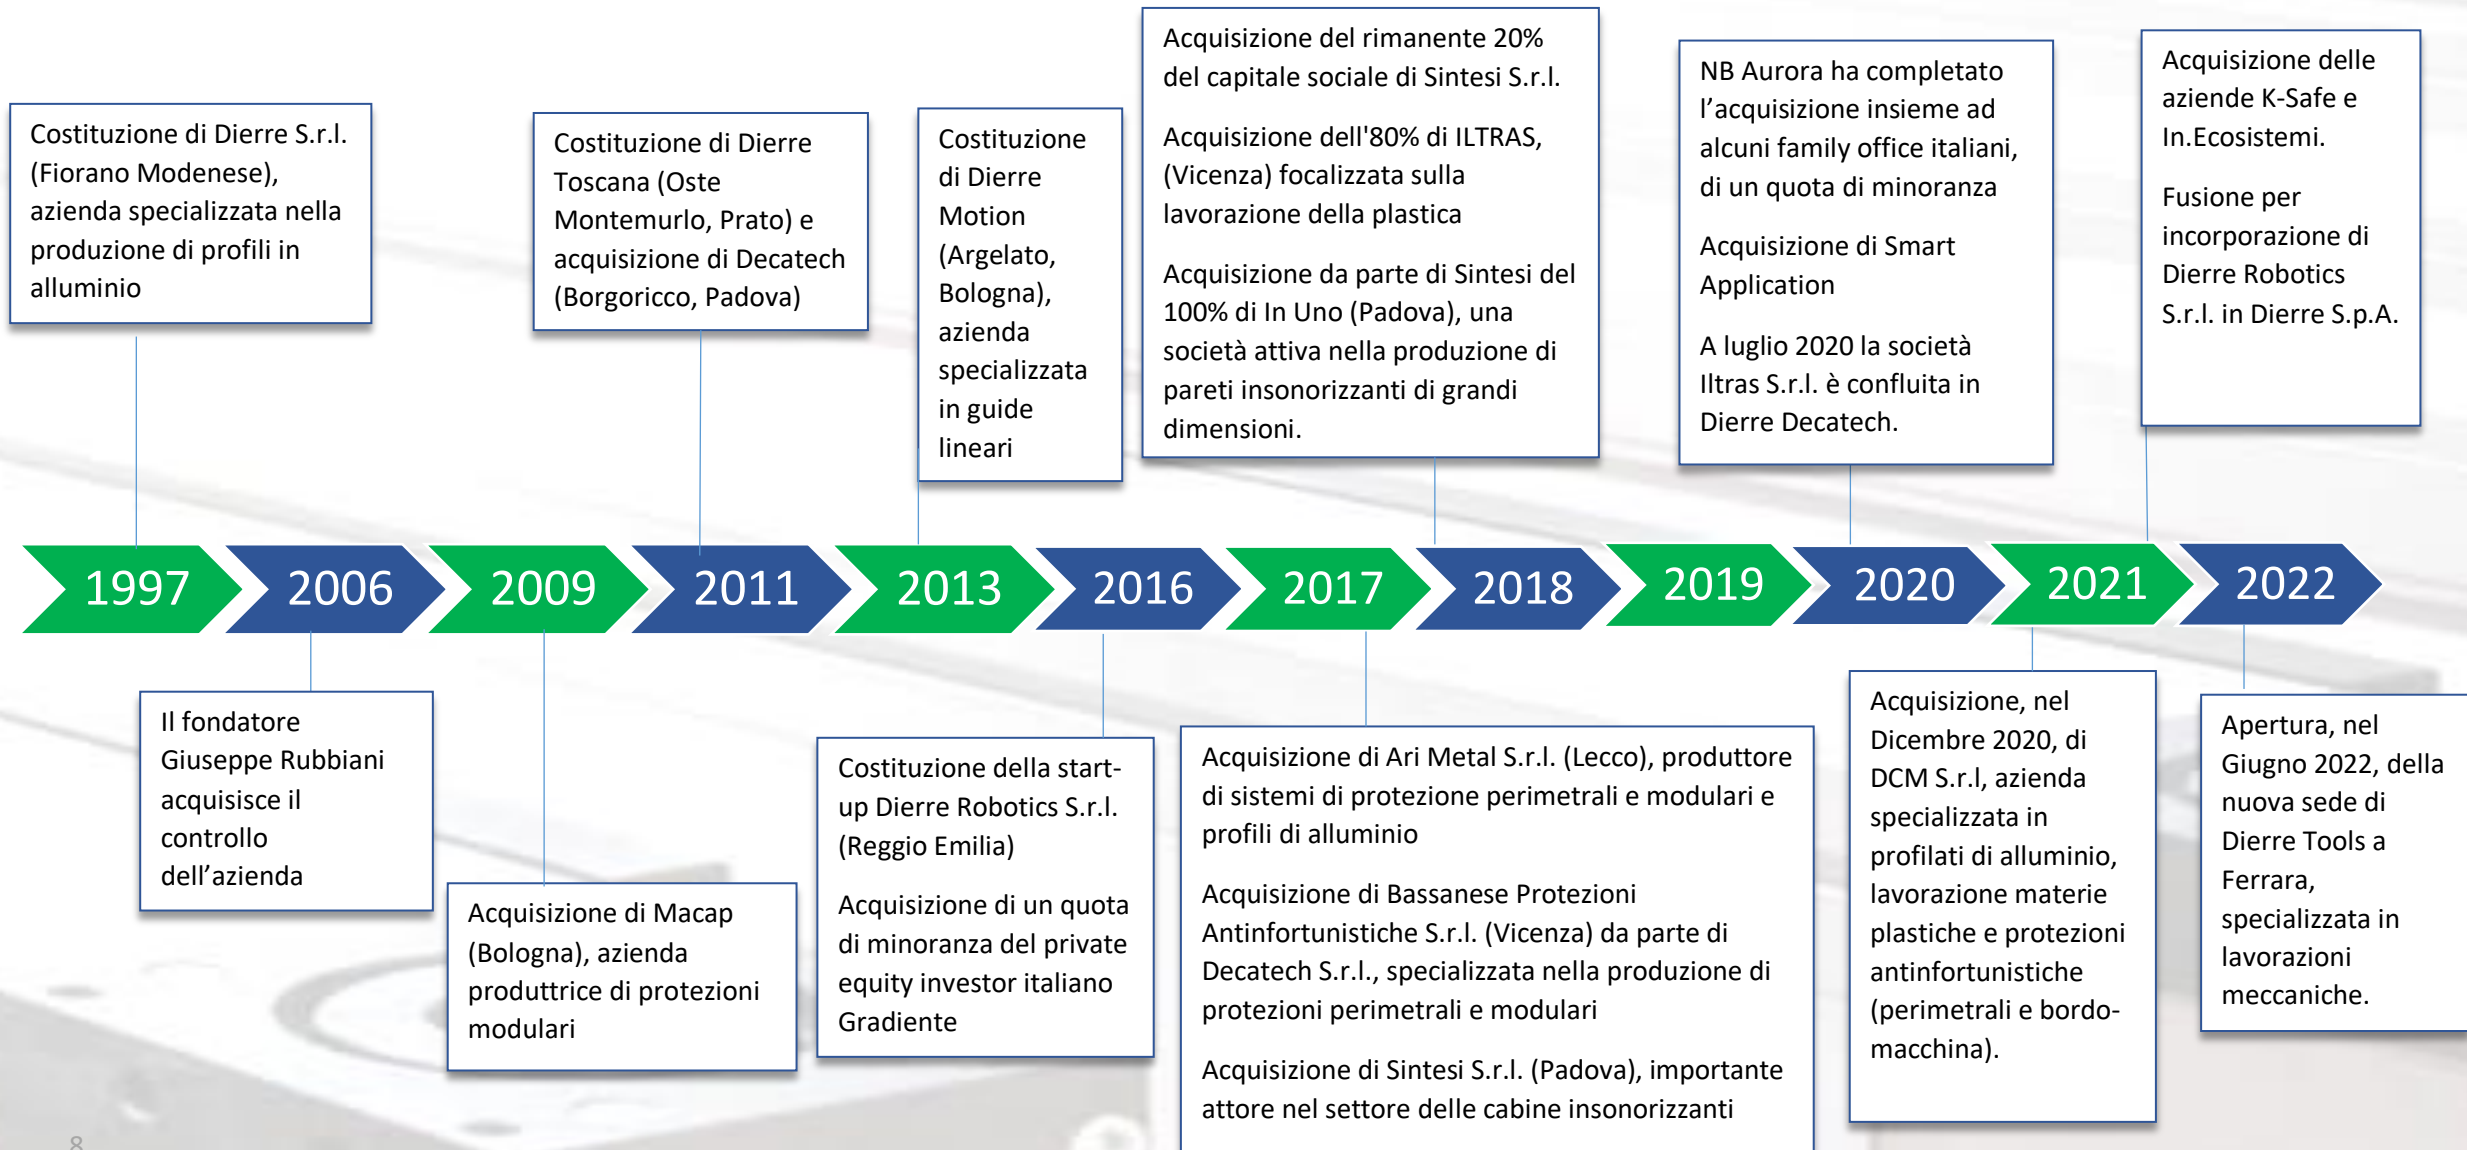 Costituzione di Dierre S.r.l.
(Fiorano Modenese),
azienda specializzata nella
produzione di profili in
alluminio
Costituzione di Dierre
Toscana (Oste
Montemurlo, Prato) e
acquisizione di Decatech
(Borgoricco, Padova)
Costituzione
di Dierre
Motion
(Argelato,
Bologna),
azienda
specializzata
in guide
lineari
Acquisizione del rimanente 20%
del capitale sociale di Sintesi S.r.l.
Acquisizione dell'80% di ILTRAS,
(Vicenza) focalizzata sulla
lavorazione della plastica
Acquisizione da parte di Sintesi del
100% di In Uno (Padova), una
società attiva nella produzione di
pareti insonorizzanti di grandi
dimensioni.
NB Aurora ha completato
l’acquisizione insieme ad
alcuni family office italiani,
di un quota di minoranza
Acquisizione di Smart
Application
A luglio 2020 la società
Iltras S.r.l. è confluita in
Dierre Decatech.
Acquisizione delle
aziende K-Safe e
In.Ecosistemi.
Fusione per
incorporazione di
Dierre Robotics
S.r.l. in Dierre S.p.A.
1997
2006
2009
2011
2013
2016
2017
2018
2019
2020
2021
2022
Il fondatore
Giuseppe Rubbiani
acquisisce il
controllo
dell’azienda
Acquisizione di Macap
(Bologna), azienda
produttrice di protezioni
modulari
Costituzione della start-
up Dierre Robotics S.r.l.
(Reggio Emilia)
Acquisizione di un quota
di minoranza del private
equity investor italiano
Gradiente
Acquisizione di Ari Metal S.r.l. (Lecco), produttore
di sistemi di protezione perimetrali e modulari e
profili di alluminio
Acquisizione di Bassanese Protezioni
Antinfortunistiche S.r.l. (Vicenza) da parte di
Decatech S.r.l., specializzata nella produzione di
protezioni perimetrali e modulari
Acquisizione di Sintesi S.r.l. (Padova), importante
attore nel settore delle cabine insonorizzanti
Acquisizione, nel
Dicembre 2020, di
DCM S.r.l, azienda
specializzata in
profilati di alluminio,
lavorazione materie
plastiche e protezioni
antinfortunistiche
(perimetrali e bordo-
macchina).
Apertura, nel
Giugno 2022, della
nuova sede di
Dierre Tools a
Ferrara,
specializzata in
lavorazioni
meccaniche.
8